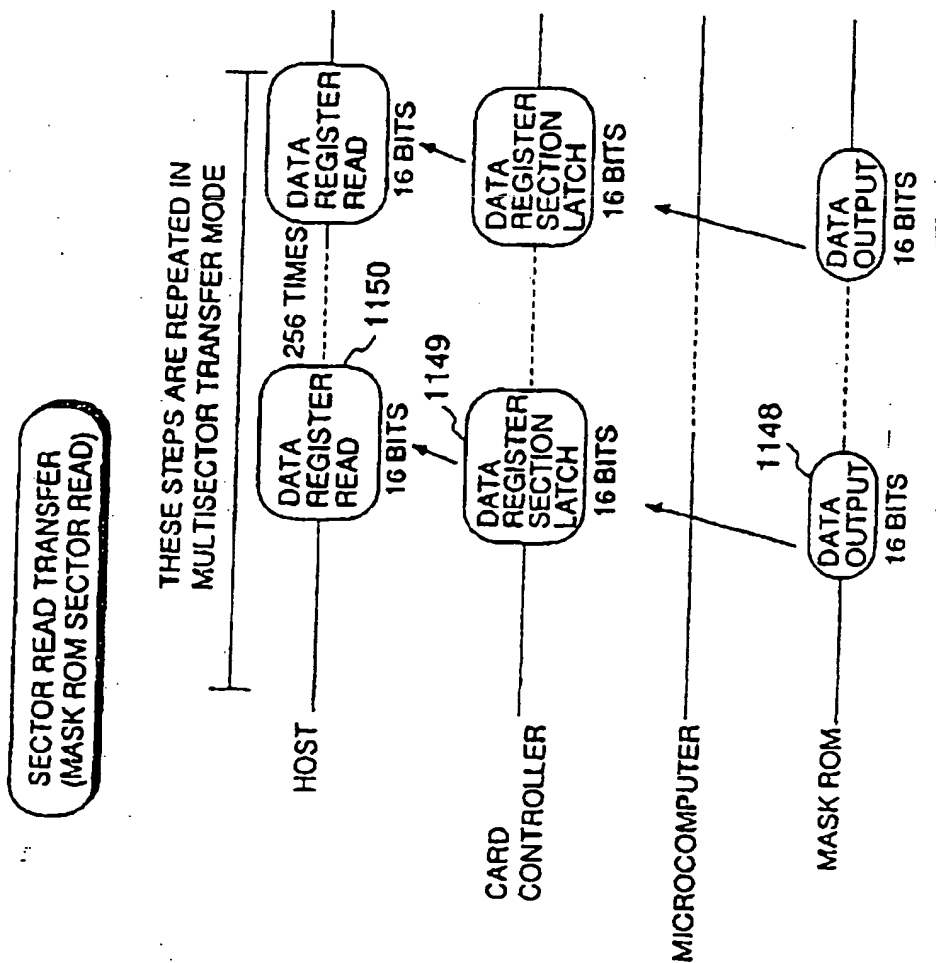 SECTOR READ TRANSFER
(MASK ROM SECTOR READ)
THESE STEPS ARE REPEATED IN
MULTISECTOR TRANSFER MODE
HOST
DATA
REGISTER
READ
16 BITS
256 TIMES
1150
DATA
REGISTER
READ
16 BITS
CARD
CONTROLLER
DATA
REGISTER
SECTION
LATCH
16 BITS
1149
DATA
REGISTER
SECTION
LATCH
16 BITS
MICROCOMPUTER
MASK ROM
DATA
OUTPUT
16 BITS
1148
DATA
OUTPUT
16 BITS